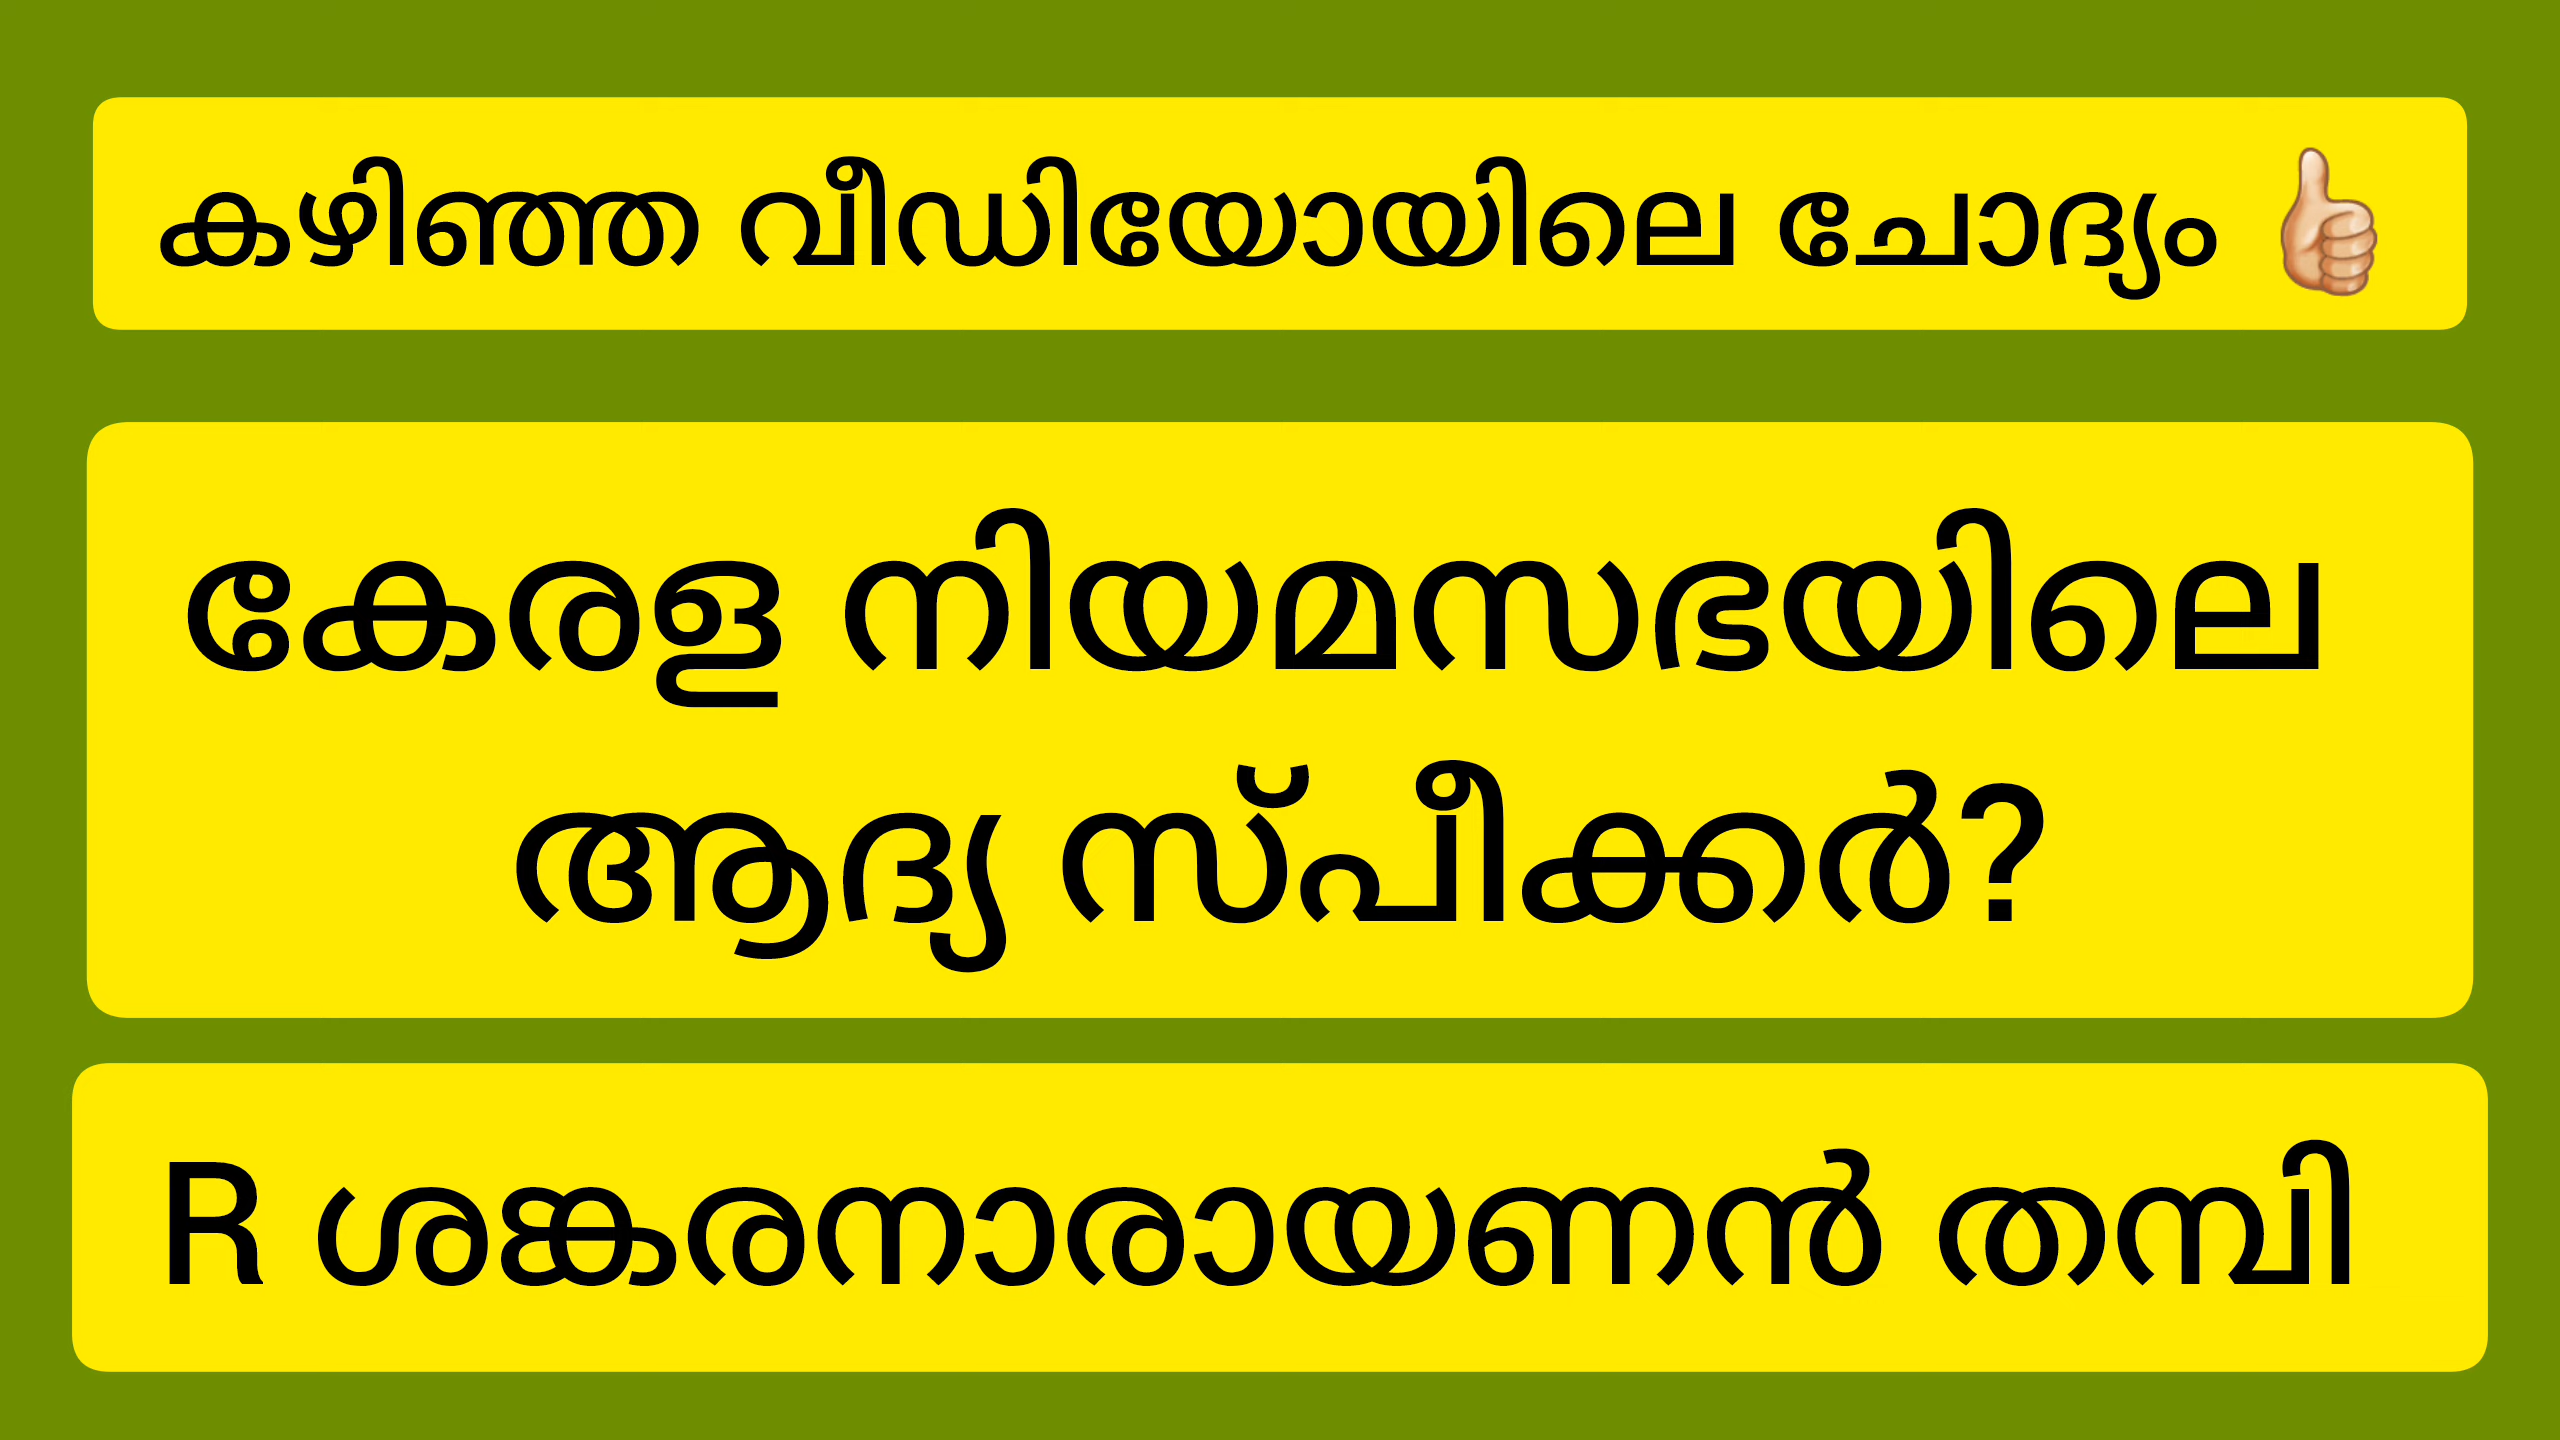 കഴിഞ്ഞ വീഡിയോയിലെ ചോദ്യം 👍🏻
കേരള നിയമസഭയിലെ
ആദ്യ സ്പീക്കർ?
R ശങ്കരനാരായണൻ തമ്പി